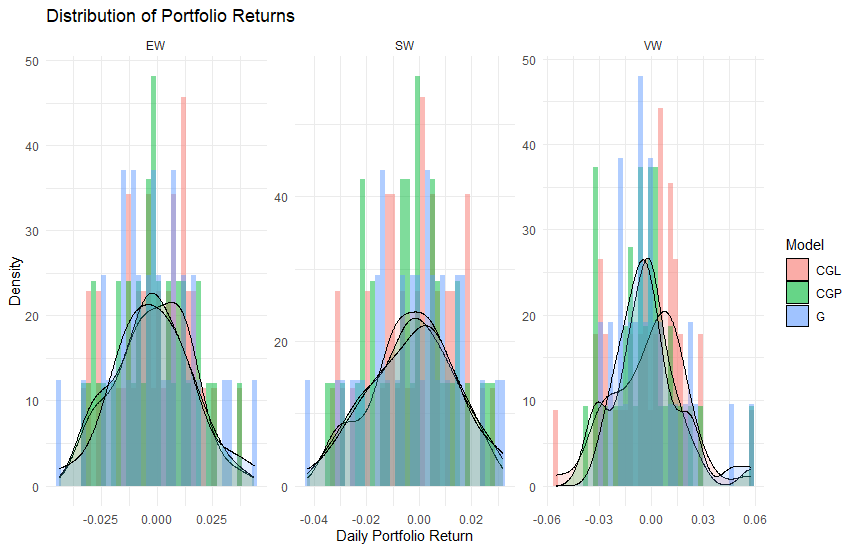 Distribution of Portfolio Returns
EW
SW
VW
50
40
30
20
10
0
40
20
0
50
40
30
20
10
0
Density
-0.025
0.000
0.025
-0.04
-0.02
0.00
0.02
-0.06
-0.03
0.00
0.03
0.06
Daily Portfolio Return
Model
CGL
CGP
G